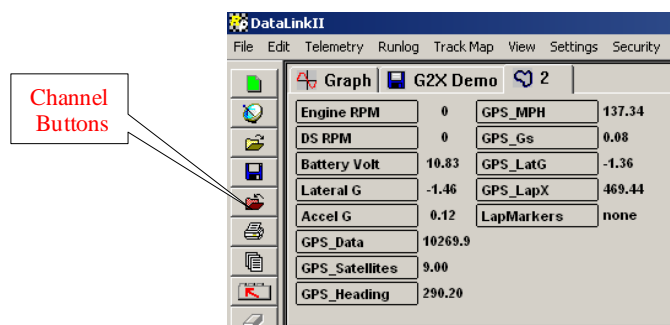 DataLinkII
File Edit Telemetry Runlog Track Map View Settings Security
Graph G2X Demo 2
Channel
Buttons
Engine RPM 0 GPS_MPH 137.34
DS RPM 0 GPS_Gs 0.08
Battery Volt 10.83 GPS_LatG -1.36
Lateral G -1.46 GPS_LapX 469.44
Accel G 0.12 LapMarkers none
GPS_Data 10269.9
GPS_Satellites 9.00
GPS_Heading 290.20